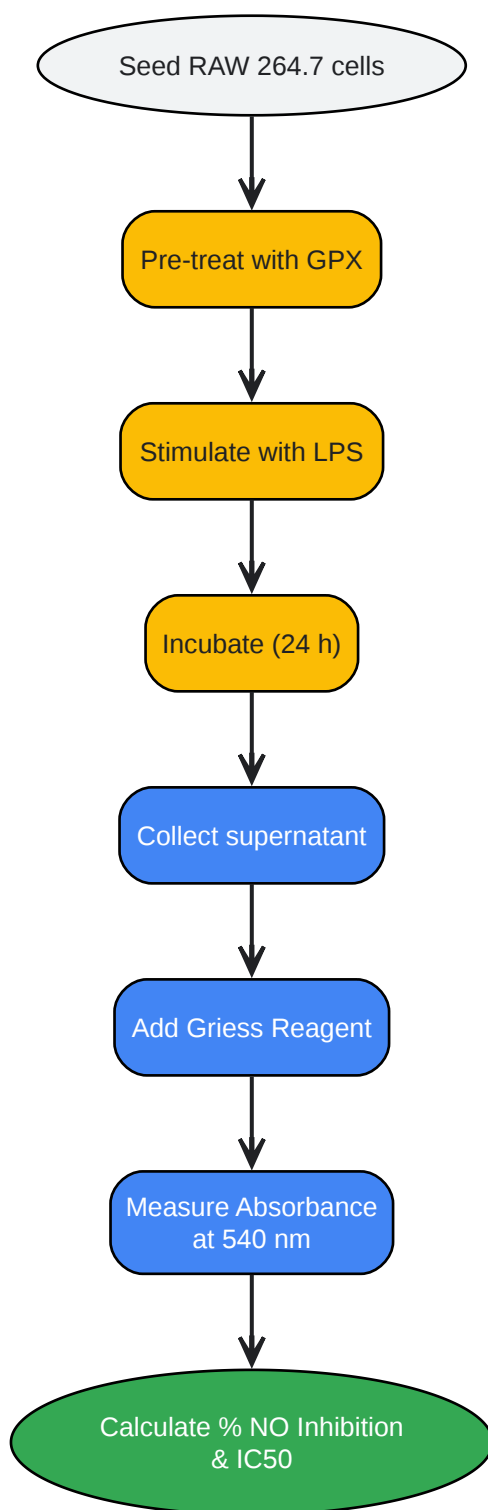 Seed RAW 264.7 cells
Pre-treat with GPX
Stimulate with LPS
Incubate (24 h)
Collect supernatant
Add Griess Reagent
Measure Absorbance
at 540 nm
Calculate % NO Inhibition
& IC50